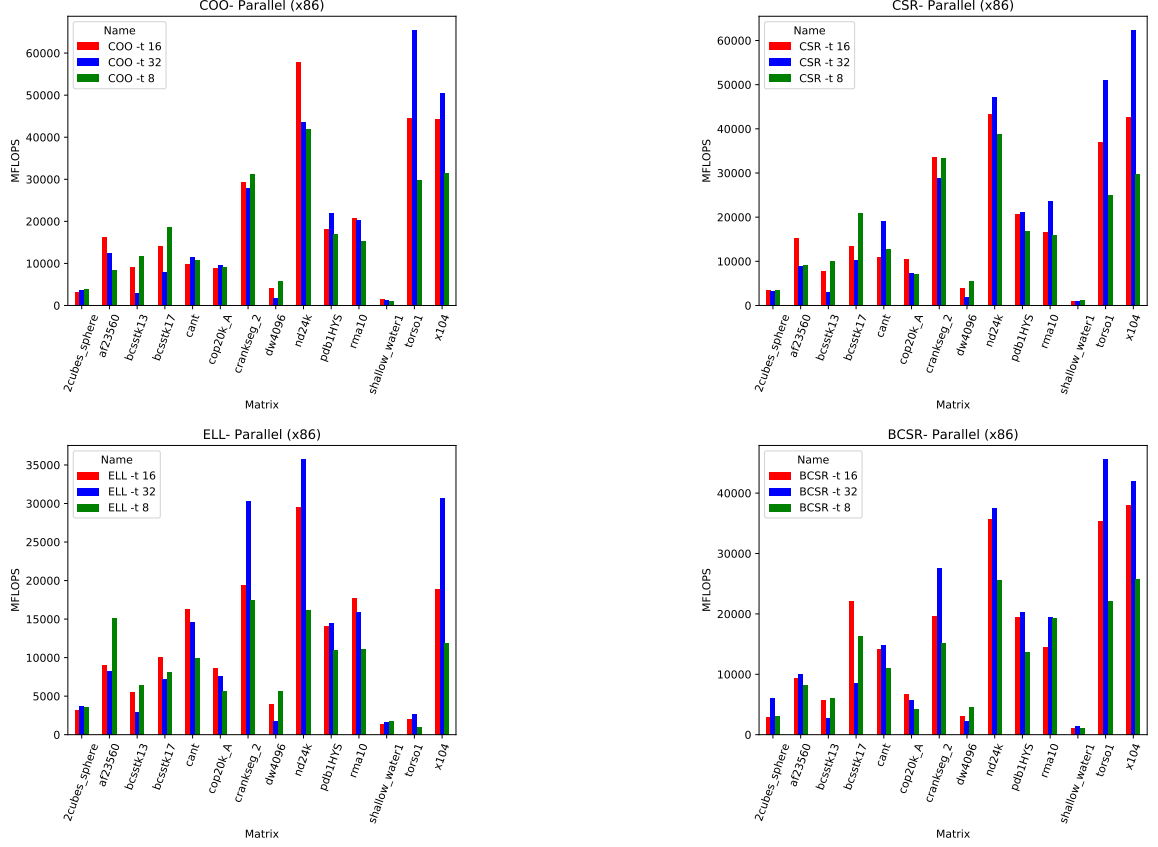 COO- Parallel (x86)
Name
COO -t 16
COO -t 32
COO -t 8
MFLOPS
60000
50000
40000
30000
20000
10000
0
2cubes_sphere
af23560
bcsstk13
bcsstk17
cant
cop20k_A
crankseg_2
dw4096
nd24k
pdb1HYS
rma10
shallow_water1
torso1
x104
Matrix
CSR- Parallel (x86)
Name
CSR -t 16
CSR -t 32
CSR -t 8
MFLOPS
60000
50000
40000
30000
20000
10000
0
2cubes_sphere
af23560
bcsstk13
bcsstk17
cant
cop20k_A
crankseg_2
dw4096
nd24k
pdb1HYS
rma10
shallow_water1
torso1
x104
Matrix
ELL- Parallel (x86)
Name
ELL -t 16
ELL -t 32
ELL -t 8
MFLOPS
35000
30000
25000
20000
15000
10000
5000
0
2cubes_sphere
af23560
bcsstk13
bcsstk17
cant
cop20k_A
crankseg_2
dw4096
nd24k
pdb1HYS
rma10
shallow_water1
torso1
x104
Matrix
BCSR- Parallel (x86)
Name
BCSR -t 16
BCSR -t 32
BCSR -t 8
MFLOPS
40000
30000
20000
10000
0
2cubes_sphere
af23560
bcsstk13
bcsstk17
cant
cop20k_A
crankseg_2
dw4096
nd24k
pdb1HYS
rma10
shallow_water1
torso1
x104
Matrix